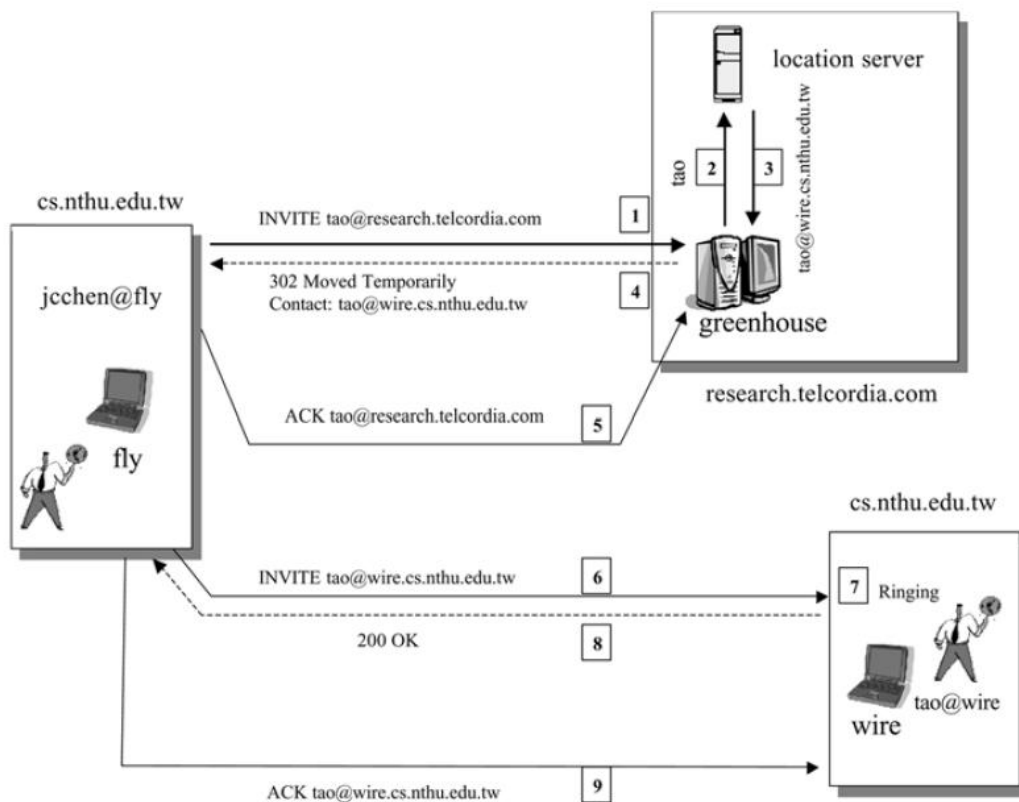 location server
tao@wire.cs.nthu.edu.tw
tao
2
3
cs.nthu.edu.tw
INVITE tao@research.telcordia.com
1
302 Moved Temporarily
Contact: tao@wire.cs.nthu.edu.tw
4
jcchen@fly
greenhouse
research.telcordia.com
ACK tao@research.telcordia.com
5
fly
cs.nthu.edu.tw
INVITE tao@wire.cs.nthu.edu.tw
6
7
Ringing
200 OK
8
tao@wire
wire
ACK tao@wire.cs.nthu.edu.tw
9